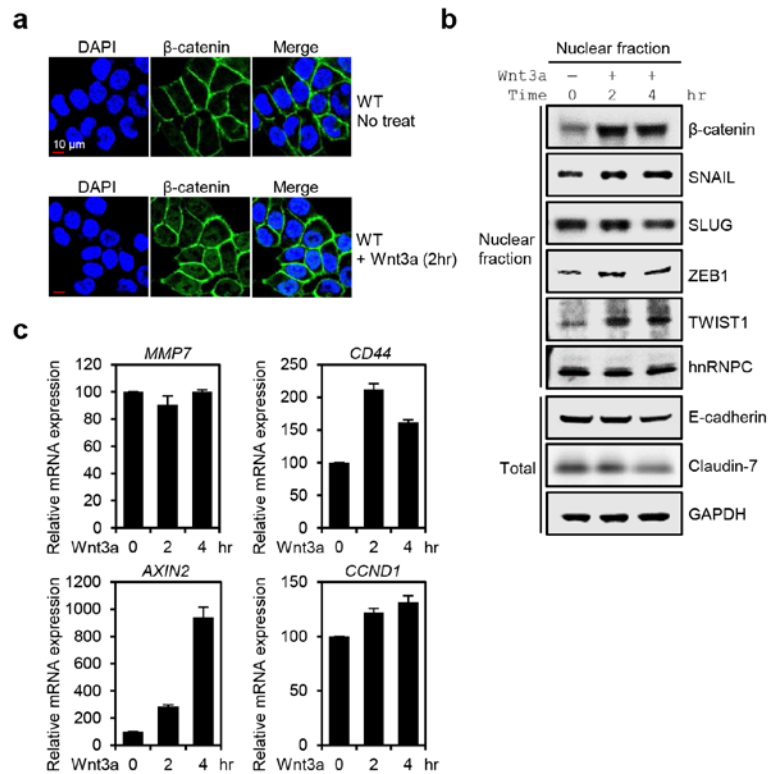 a
DAPI β-catenin Merge
10 µm
WT
No treat
DAPI β-catenin Merge
WT
+ Wnt3a (2hr)
b
Nuclear fraction
Wnt3a − + +
Time 0 2 4 hr
Nuclear
fraction
β-catenin
SNAIL
SLUG
ZEB1
TWIST1
hnRNPC
Total
E-cadherin
Claudin-7
GAPDH
c
MMP7
Relative mRNA expression
120
100
80
60
40
20
0
Wnt3a 0 2 4 hr
CD44
Relative mRNA expression
250
200
150
100
50
0
Wnt3a 0 2 4 hr
AXIN2
Relative mRNA expression
1200
1000
800
600
400
200
0
Wnt3a 0 2 4 hr
CCND1
Relative mRNA expression
150
100
50
0
Wnt3a 0 2 4 hr